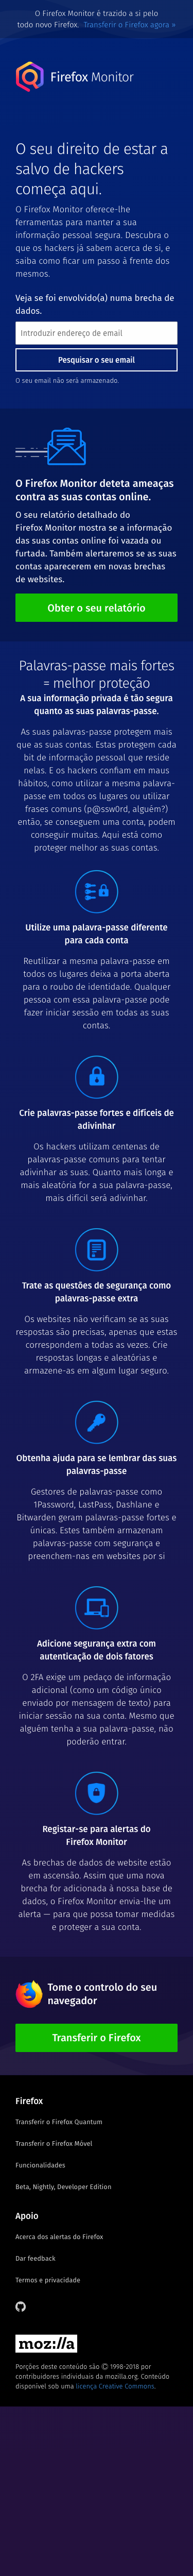 O Firefox Monitor é trazido a si pelo
todo novo Firefox. Transferir o Firefox agora »
Firefox Monitor
O seu direito de estar a
salvo de hackers
começa aqui.
O Firefox Monitor oferece-lhe
ferramentas para manter a sua
informação pessoal segura. Descubra o
que os hackers já sabem acerca de si, e
saiba como ficar um passo à frente dos
mesmos.
Veja se foi envolvido(a) numa brecha de
dados.
Introduzir endereço de email
Pesquisar o seu email
O seu email não será armazenado.
O Firefox Monitor deteta ameaças
contra as suas contas online.
O seu relatório detalhado do
Firefox Monitor mostra se a informação
das suas contas online foi vazada ou
furtada. Também alertaremos se as suas
contas aparecerem em novas brechas
de websites.
Obter o seu relatório
Palavras-passe mais fortes
= melhor proteção
A sua informação privada é tão segura
quanto as suas palavras-passe.
As suas palavras-passe protegem mais
que as suas contas. Estas protegem cada
bit de informação pessoal que reside
nelas. E os hackers confiam em maus
hábitos, como utilizar a mesma palavra-
passe em todos os lugares ou utilizar
frases comuns (p@ssw0rd, alguém?)
então, se conseguem uma conta, podem
conseguir muitas. Aqui está como
proteger melhor as suas contas.
Utilize uma palavra-passe diferente
para cada conta
Reutilizar a mesma palavra-passe em
todos os lugares deixa a porta aberta
para o roubo de identidade. Qualquer
pessoa com essa palavra-passe pode
fazer iniciar sessão em todas as suas
contas.
Crie palavras-passe fortes e difíceis de
adivinhar
Os hackers utilizam centenas de
palavras-passe comuns para tentar
adivinhar as suas. Quanto mais longa e
mais aleatória for a sua palavra-passe,
mais difícil será adivinhar.
Trate as questões de segurança como
palavras-passe extra
Os websites não verificam se as suas
respostas são precisas, apenas que estas
correspondem a todas as vezes. Crie
respostas longas e aleatórias e
armazene-as em algum lugar seguro.
Obtenha ajuda para se lembrar das suas
palavras-passe
Gestores de palavras-passe como
1Password, LastPass, Dashlane e
Bitwarden geram palavras-passe fortes e
únicas. Estes também armazenam
palavras-passe com segurança e
preenchem-nas em websites por si
Adicione segurança extra com
autenticação de dois fatores
O 2FA exige um pedaço de informação
adicional (como um código único
enviado por mensagem de texto) para
iniciar sessão na sua conta. Mesmo que
alguém tenha a sua palavra-passe, não
poderão entrar.
Registar-se para alertas do
Firefox Monitor
As brechas de dados de website estão
em ascensão. Assim que uma nova
brecha for adicionada à nossa base de
dados, o Firefox Monitor envia-lhe um
alerta — para que possa tomar medidas
e proteger a sua conta.
Tome o controlo do seu
navegador
Transferir o Firefox
Firefox
Transferir o Firefox Quantum
Transferir o Firefox Móvel
Funcionalidades
Beta, Nightly, Developer Edition
Apoio
Acerca dos alertas do Firefox
Dar feedback
Termos e privacidade
moz://a
Porções deste conteúdo são © 1998-2018 por
contribuidores individuais da mozilla.org. Conteúdo
disponível sob uma licença Creative Commons.